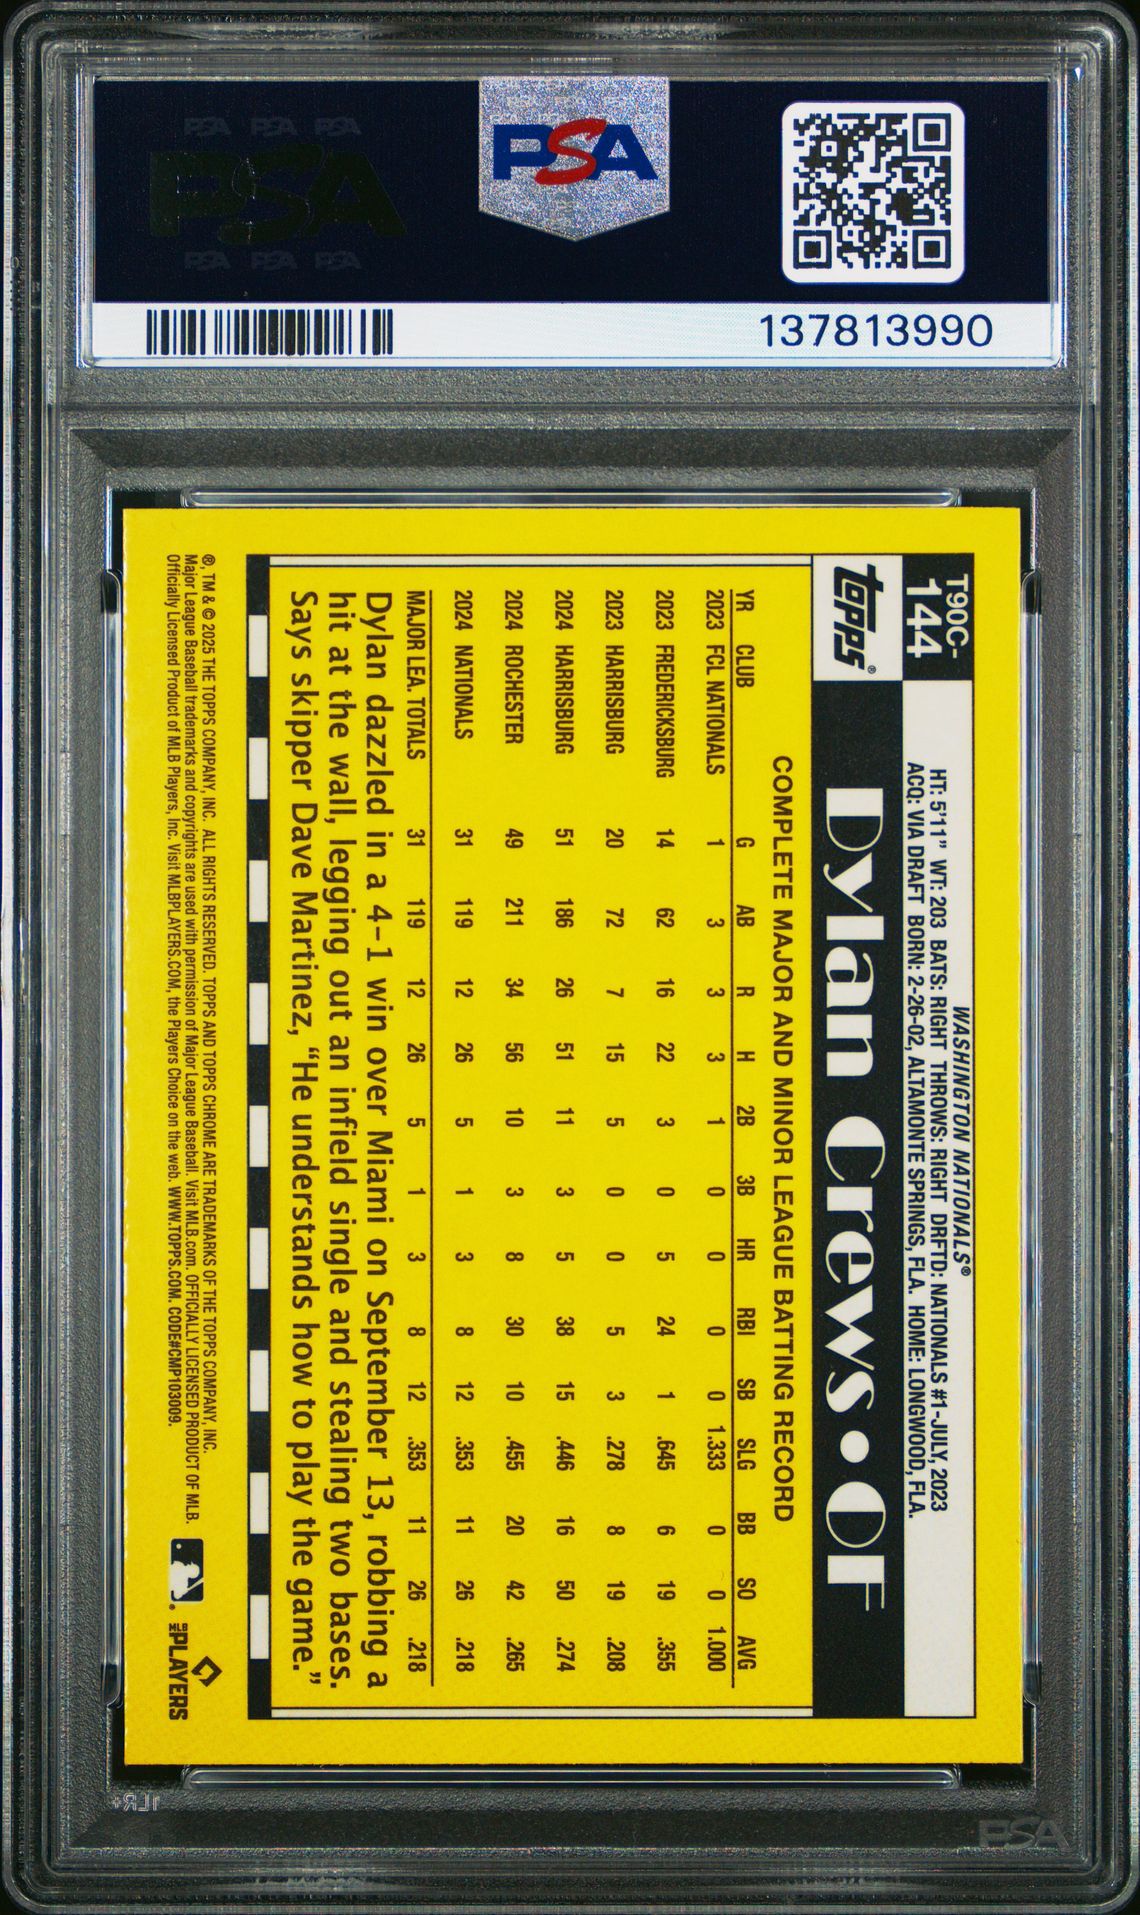 PSA PSA PSA
PSA
PSA PSA PSA
PSA
137813990
T90C-
144
WASHINGTON NATIONALS®
HT: 5'11" WT: 203 BATS: RIGHT THROWS: RIGHT DRFTD: NATIONALS #1-JULY, 2023
ACQ: VIA DRAFT BORN: 2-26-02, ALTAMONTE SPRINGS, FLA. HOME: LONGWOOD, FLA.
topps®
Dylan Crews • OF
COMPLETE MAJOR AND MINOR LEAGUE BATTING RECORD
YR CLUB G AB R H 2B 3B HR RBI SB SLG BB SO AVG
2023 FCL NATIONALS 1 3 3 3 1 0 0 0 0 1.333 0 0 1.000
2023 FREDERICKSBURG 14 62 16 22 3 0 5 24 1 .645 6 19 .355
2023 HARRISBURG 20 72 7 15 5 0 0 5 3 .278 8 19 .208
2024 HARRISBURG 51 186 26 51 11 3 5 38 15 .446 16 50 .274
2024 ROCHESTER 49 211 34 56 10 3 8 30 10 .455 20 42 .265
2024 NATIONALS 31 119 12 26 5 1 3 8 12 .353 11 26 .218
MAJOR LEA. TOTALS 31 119 12 26 5 1 3 8 12 .353 11 26 .218
Dylan dazzled in a 4–1 win over Miami on September 13, robbing a
hit at the wall, legging out an infield single and stealing two bases.
Says skipper Dave Martinez, “He understands how to play the game.”
®, TM & © 2025 THE TOPPS COMPANY, INC. ALL RIGHTS RESERVED. TOPPS AND TOPPS CHROME ARE TRADEMARKS OF THE TOPPS COMPANY, INC.
Major League Baseball trademarks and copyrights are used with permission of Major League Baseball. Visit MLB.com. OFFICIALLY LICENSED PRODUCT OF MLB.
Officially Licensed Product of MLB Players, Inc. Visit MLBPLAYERS.COM, the Players Choice on the web. WWW.TOPPS.COM. CODE#CMP103009.
MLB PLAYERS
PSA